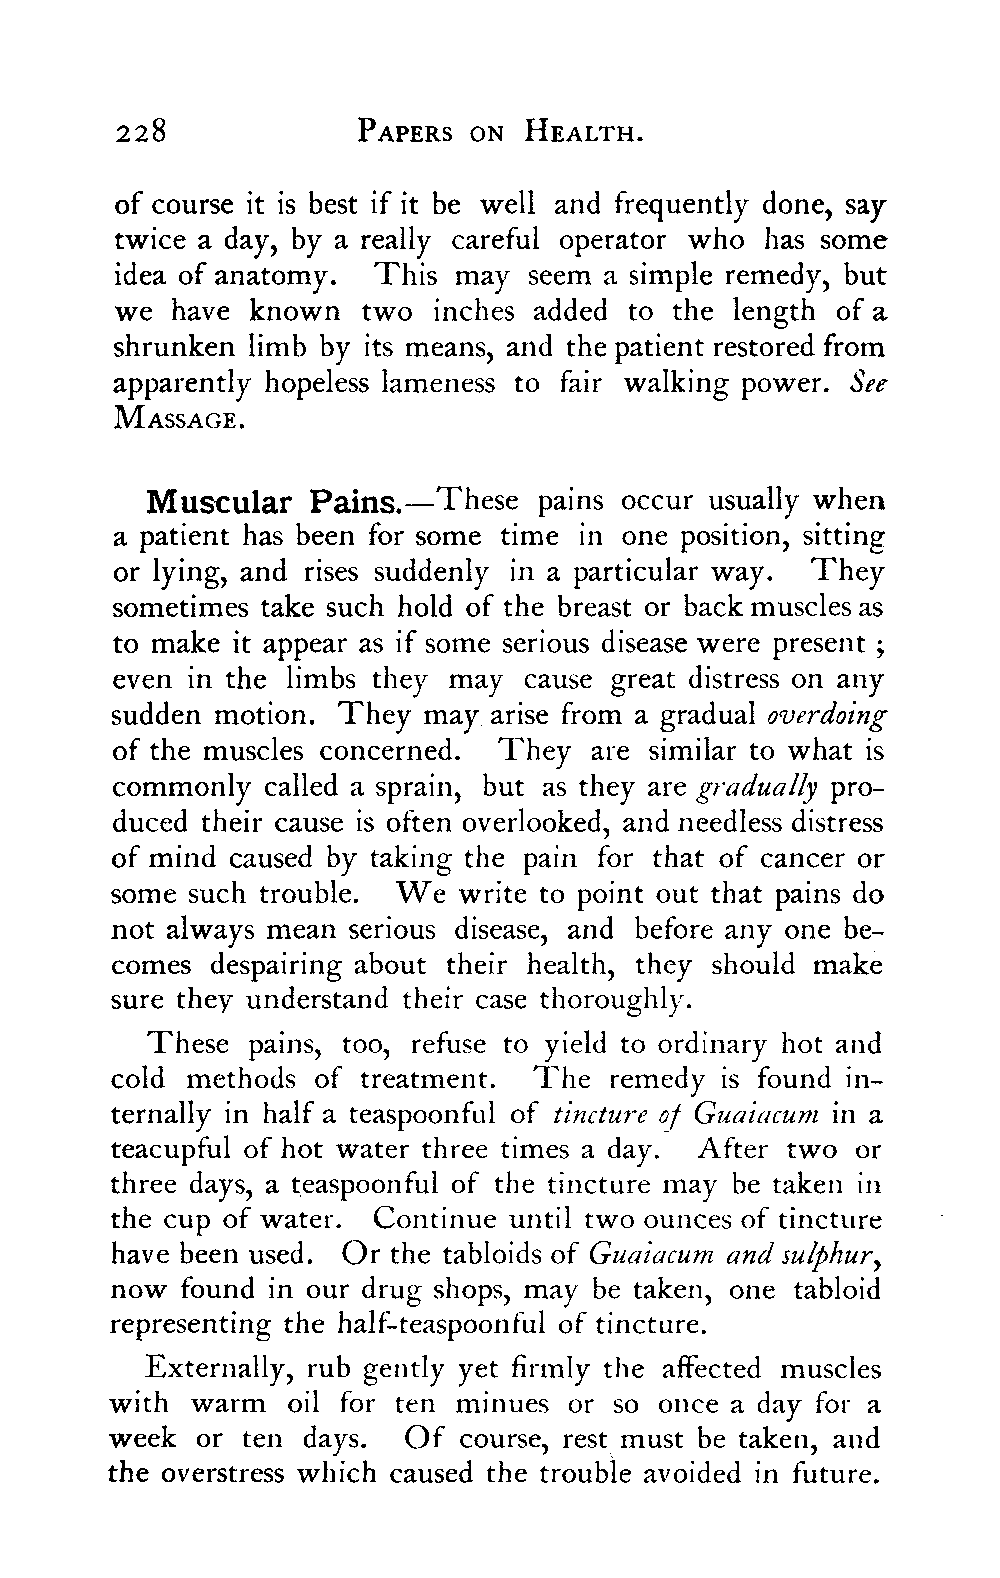 228 PAPERS ON HEALTH.
of course it is best if it be well and frequently done, say
twice a day, by a really careful operator who has some
idea of anatomy. This may seem a simple remedy, but
we have known two inches added to the length of a
shrunken limb by its means, and the patient restored from
apparently hopeless lameness to fair walking power. See
MASSAGE.
Muscular Pains.—These pains occur usually when
a patient has been for some time in one position, sitting
or lying, and rises suddenly in a particular way. They
sometimes take such hold of the breast or back muscles as
to make it appear as if some serious disease were present ;
even in the limbs they may cause great distress on any
sudden motion. They may arise from a gradual overdoing
of the muscles concerned. They are similar to what is
commonly called a sprain, but as they are gradually pro-
duced their cause is often overlooked, and needless distress
of mind caused by taking the pain for that of cancer or
some such trouble. We write to point out that pains do
not always mean serious disease, and before any one be-
comes despairing about their health, they should make
sure they understand their case thoroughly.
These pains, too, refuse to yield to ordinary hot and
cold methods of treatment. The remedy is found in-
ternally in half a teaspoonful of tincture of Guaiacum in a
teacupful of hot water three times a day. After two or
three days, a teaspoonful of the tincture may be taken in
the cup of water. Continue until two ounces of tincture
have been used. Or the tabloids of Guaiacum and sulphur,
now found in our drug shops, may be taken, one tabloid
representing the half-teaspoonful of tincture.
Externally, rub gently yet firmly the affected muscles
with warm oil for ten minues or so once a day for a
week or ten days. Of course, rest must be taken, and
the overstress which caused the trouble avoided in future.